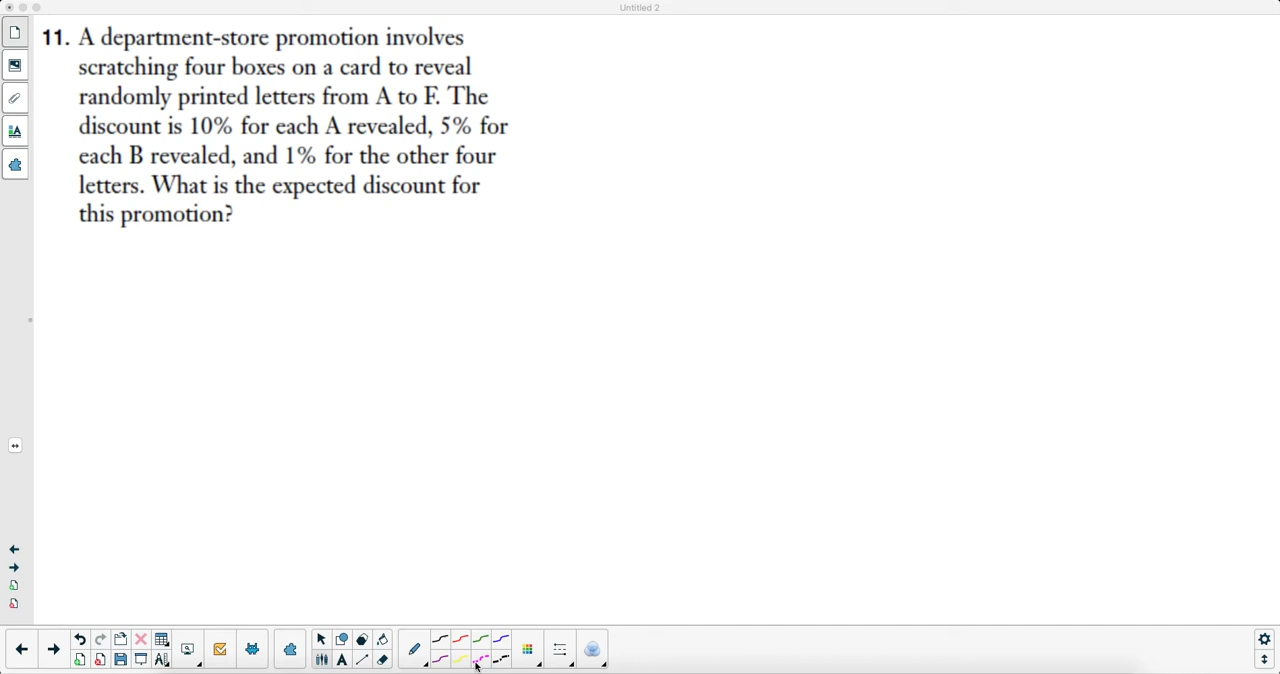 Untitled 2
11. A department-store promotion involves
scratching four boxes on a card to reveal
randomly printed letters from A to F. The
discount is 10% for each A revealed, 5% for
each B revealed, and 1% for the other four
letters. What is the expected discount for
this promotion?